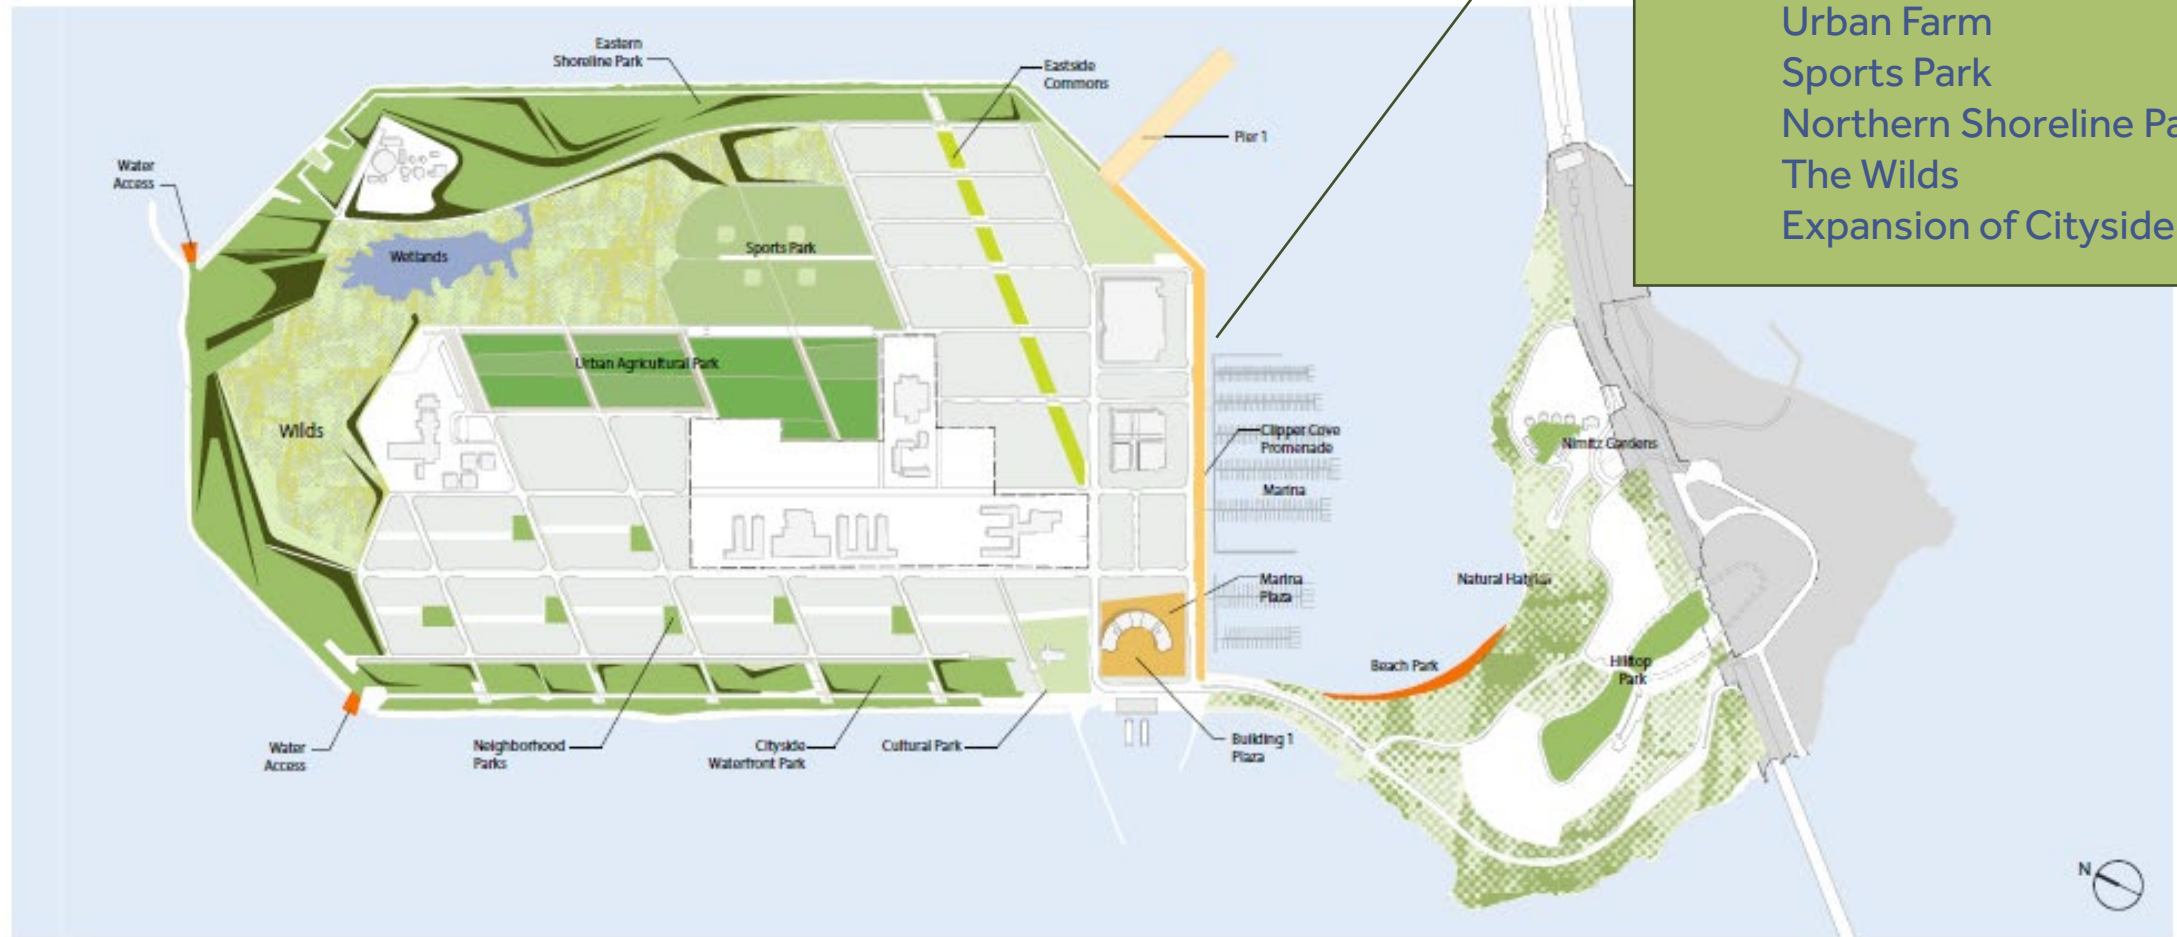 Urban Farm
Sports Park
Northern Shoreline Pa
The Wilds
Expansion of Cityside
Eastern
Shoreline Park
Eastside
Commons
Pier 1
Water
Access
Wetlands
Sports Park
Urban Agricultural Park
Wilds
Clipper Cove
Promenade
Marina
Nimitz Gardens
Marina
Plaza
Natural Habitat
Beach Park
Hilltop
Park
Water
Access
Neighborhood
Parks
Cityside
Waterfront Park
Cultural Park
Building 1
Plaza
N